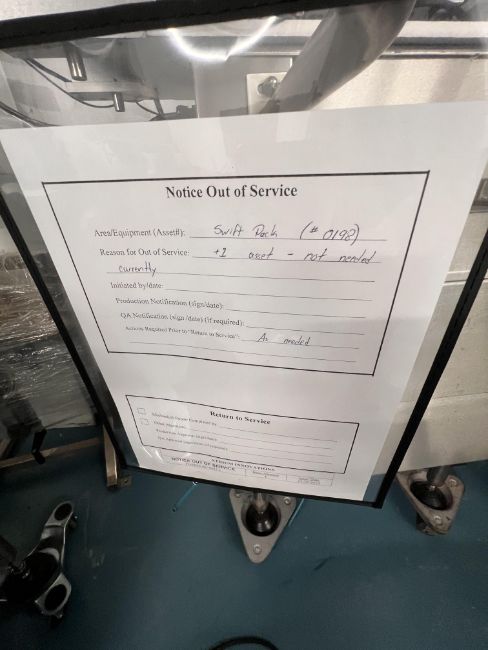 Notice Out of Service
Area/Equipment (Asset#): Swift Pack (# 0198)
Reason for Out of Service: +1 asset - not needed
currently
Initiated by/date:
Production Notification (sign/date):
QA Notification (sign/date) (if required):
Actions Required Prior to "Return to Service": As needed
Return to Service
NOTICE OUT OF SERVICE